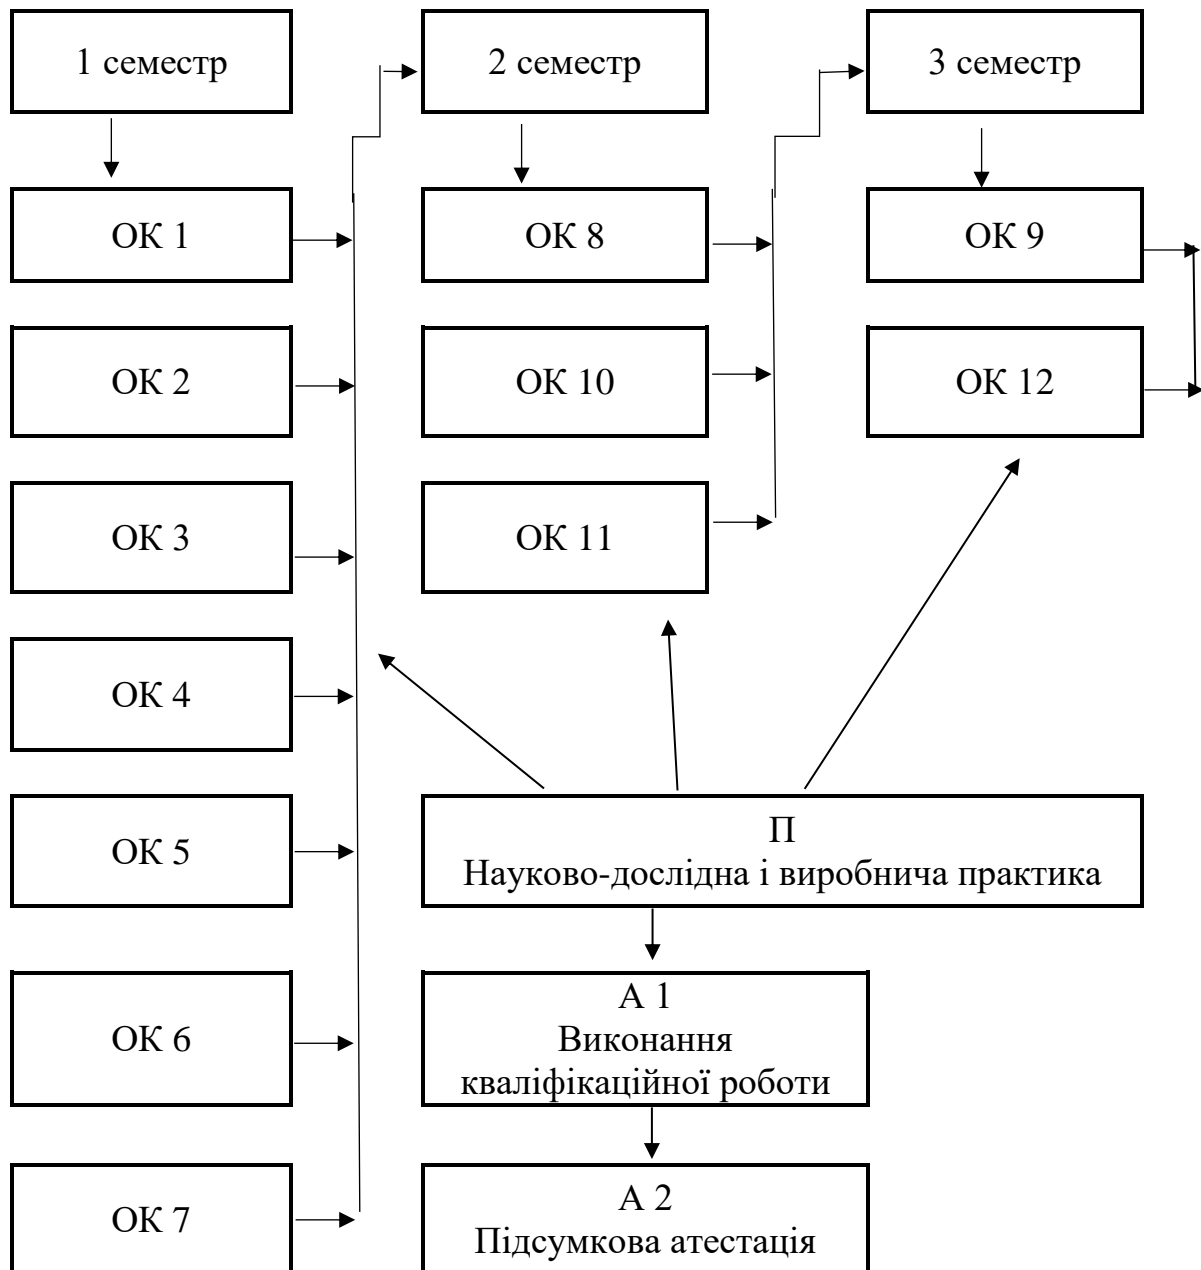 1 семестр
2 семестр
3 семестр
ОК 1
ОК 8
ОК 9
ОК 2
ОК 10
ОК 12
ОК 3
ОК 11
ОК 4
ОК 5
П
Науково-дослідна і виробнича практика
ОК 6
А 1
Виконання
кваліфікаційної роботи
ОК 7
А 2
Підсумкова атестація